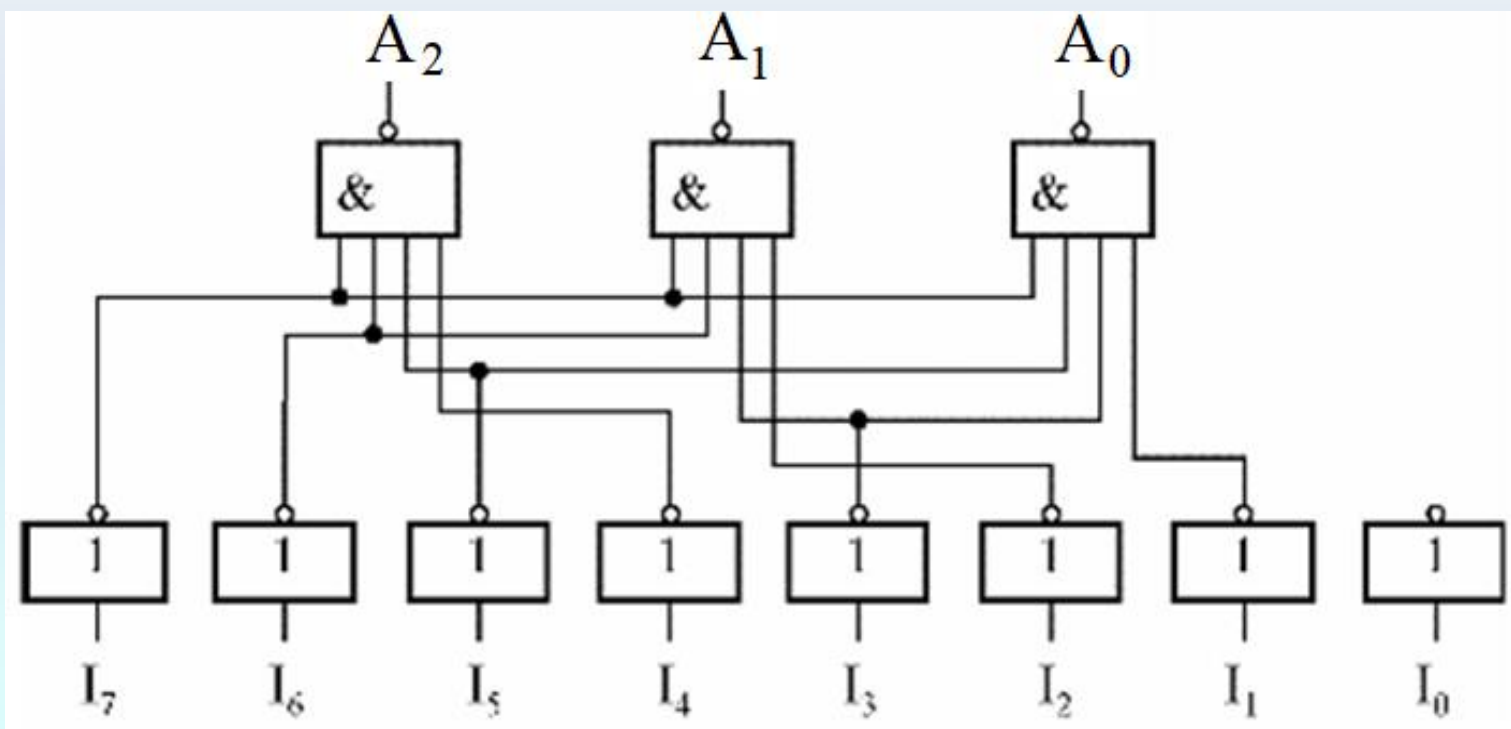 A₂ A₁ A₀
& & &
1 1 1 1 1 1 1 1
I₇ I₆ I₅ I₄ I₃ I₂ I₁ I₀